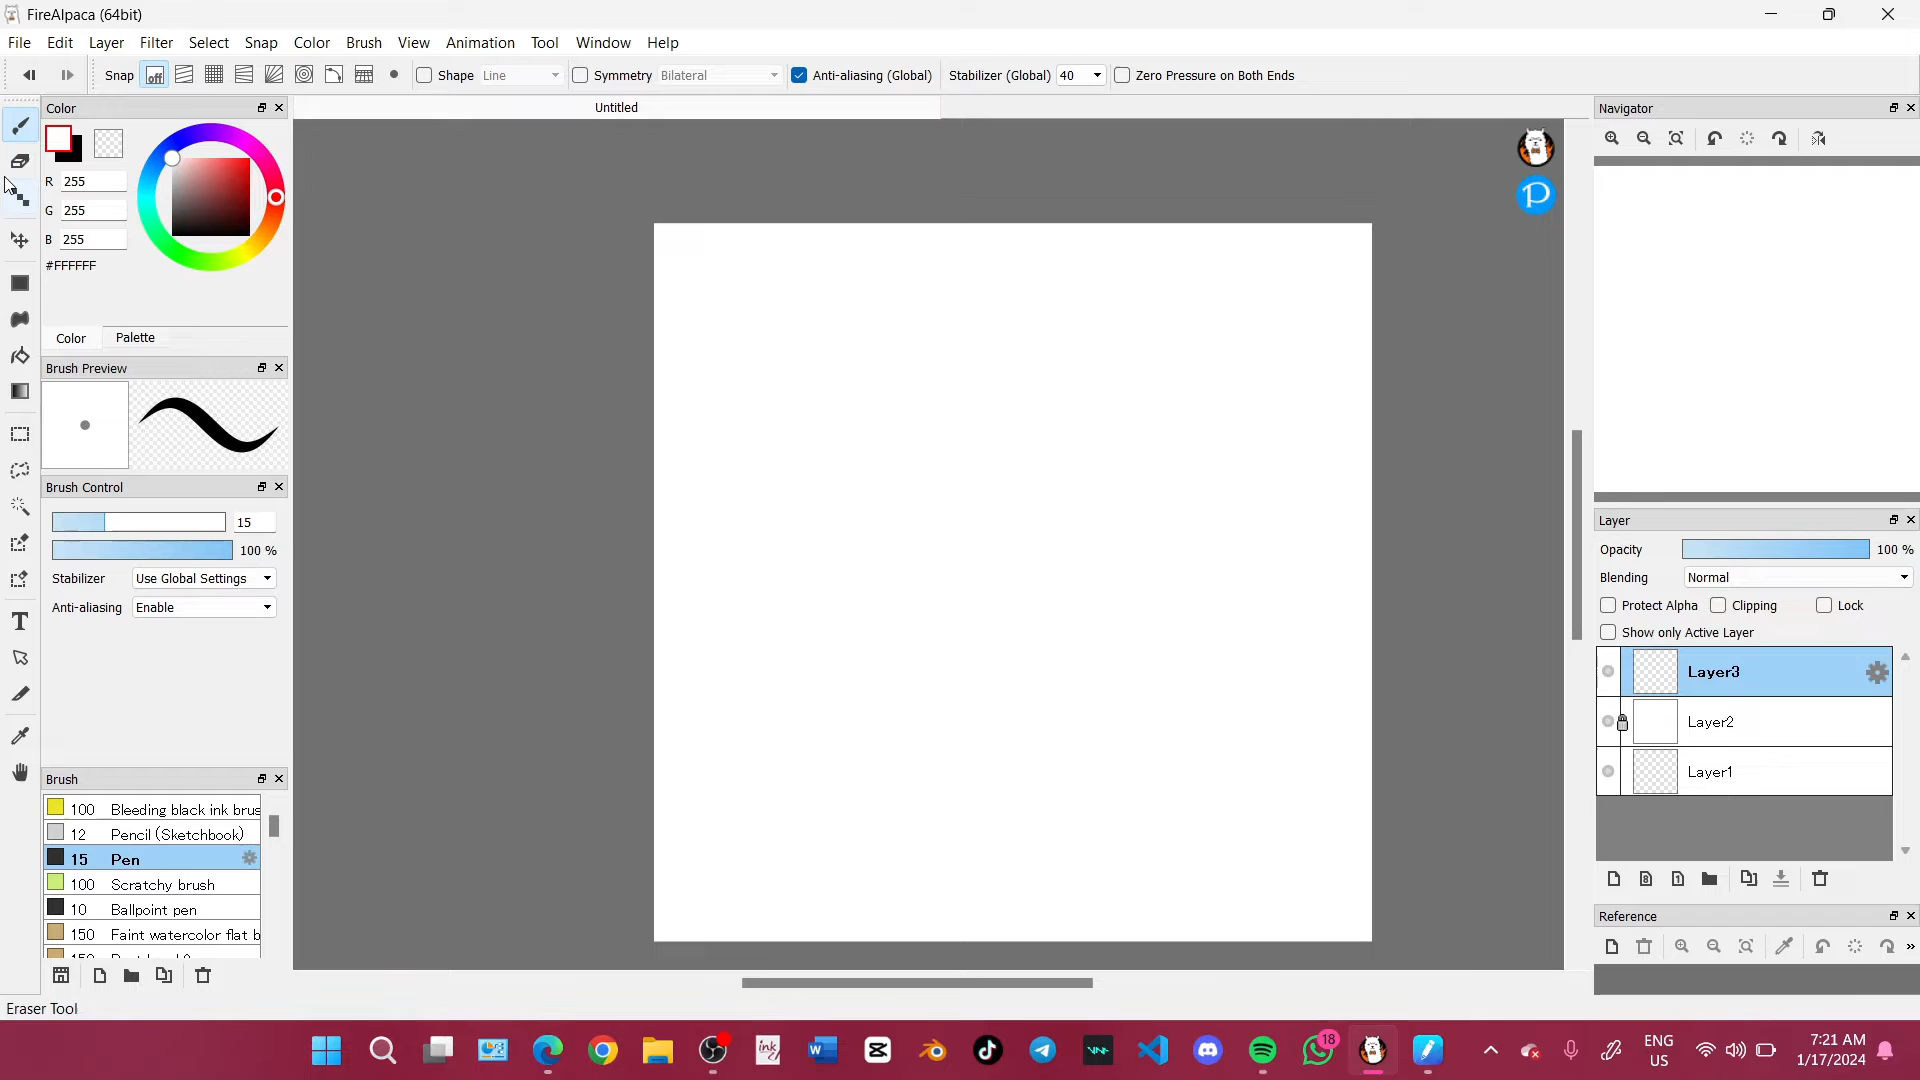 FireAlpaca (64bit)
File Edit Layer Filter Select Snap Color Brush View Animation Tool Window Help
Snap off Shape Line Symmetry Bilateral Anti-aliasing (Global) Stabilizer (Global) 40 Zero Pressure on Both Ends
Color
Untitled
Navigator
R 255
G 255
B 255
#FFFFFF
Color Palette
Brush Preview
Brush Control
15
100 %
Stabilizer Use Global Settings
Anti-aliasing Enable
Brush
100 Bleeding black ink brus
12 Pencil (Sketchbook)
15 Pen
100 Scratchy brush
10 Ballpoint pen
150 Faint watercolor flat b
Layer
Opacity 100 %
Blending Normal
Protect Alpha Clipping Lock
Show only Active Layer
Layer3
Layer2
Layer1
Reference
Eraser Tool
18
ENG
US
7:21 AM
1/17/2024